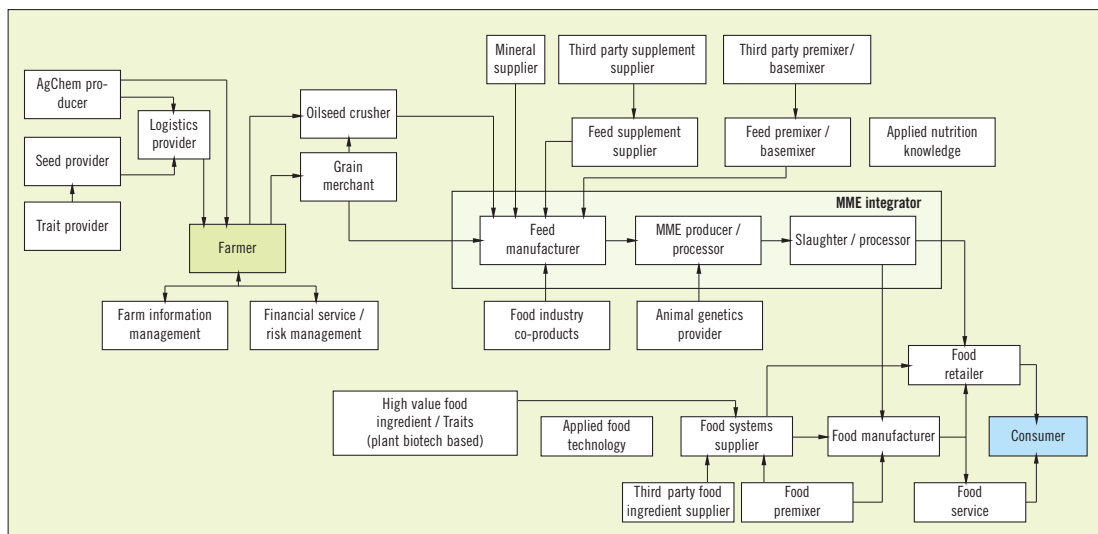 Mineral
supplier
Third party supplement
supplier
Third party premixer/
basemixer
AgChem pro-
ducer
Oilseed crusher
Logistics
provider
Feed supplement
supplier
Feed premixer /
basemixer
Applied nutrition
knowledge
Seed provider
Grain
merchant
Trait provider
MME integrator
Farmer
Feed
manufacturer
MME producer /
processor
Slaughter / processor
Farm information
management
Financial service /
risk management
Food industry
co-products
Animal genetics
provider
Food
retailer
High value food
ingredient / Traits
(plant biotech based)
Applied food
technology
Food systems
supplier
Food manufacturer
Consumer
Third party food
ingredient supplier
Food
premixer
Food
service